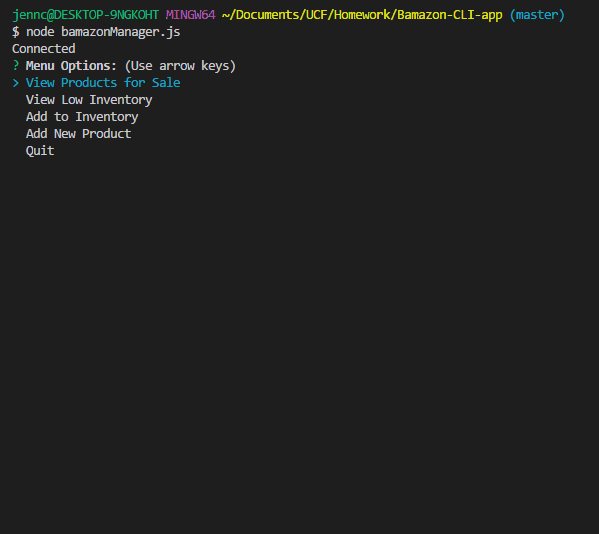 jennc@DESKTOP-9NGKOHT MINGW64 ~/Documents/UCF/Homework/Bamazon-CLI-app (master)
$ node bamazonManager.js
Connected
? Menu Options: (Use arrow keys)
> View Products for Sale
  View Low Inventory
  Add to Inventory
  Add New Product
  Quit